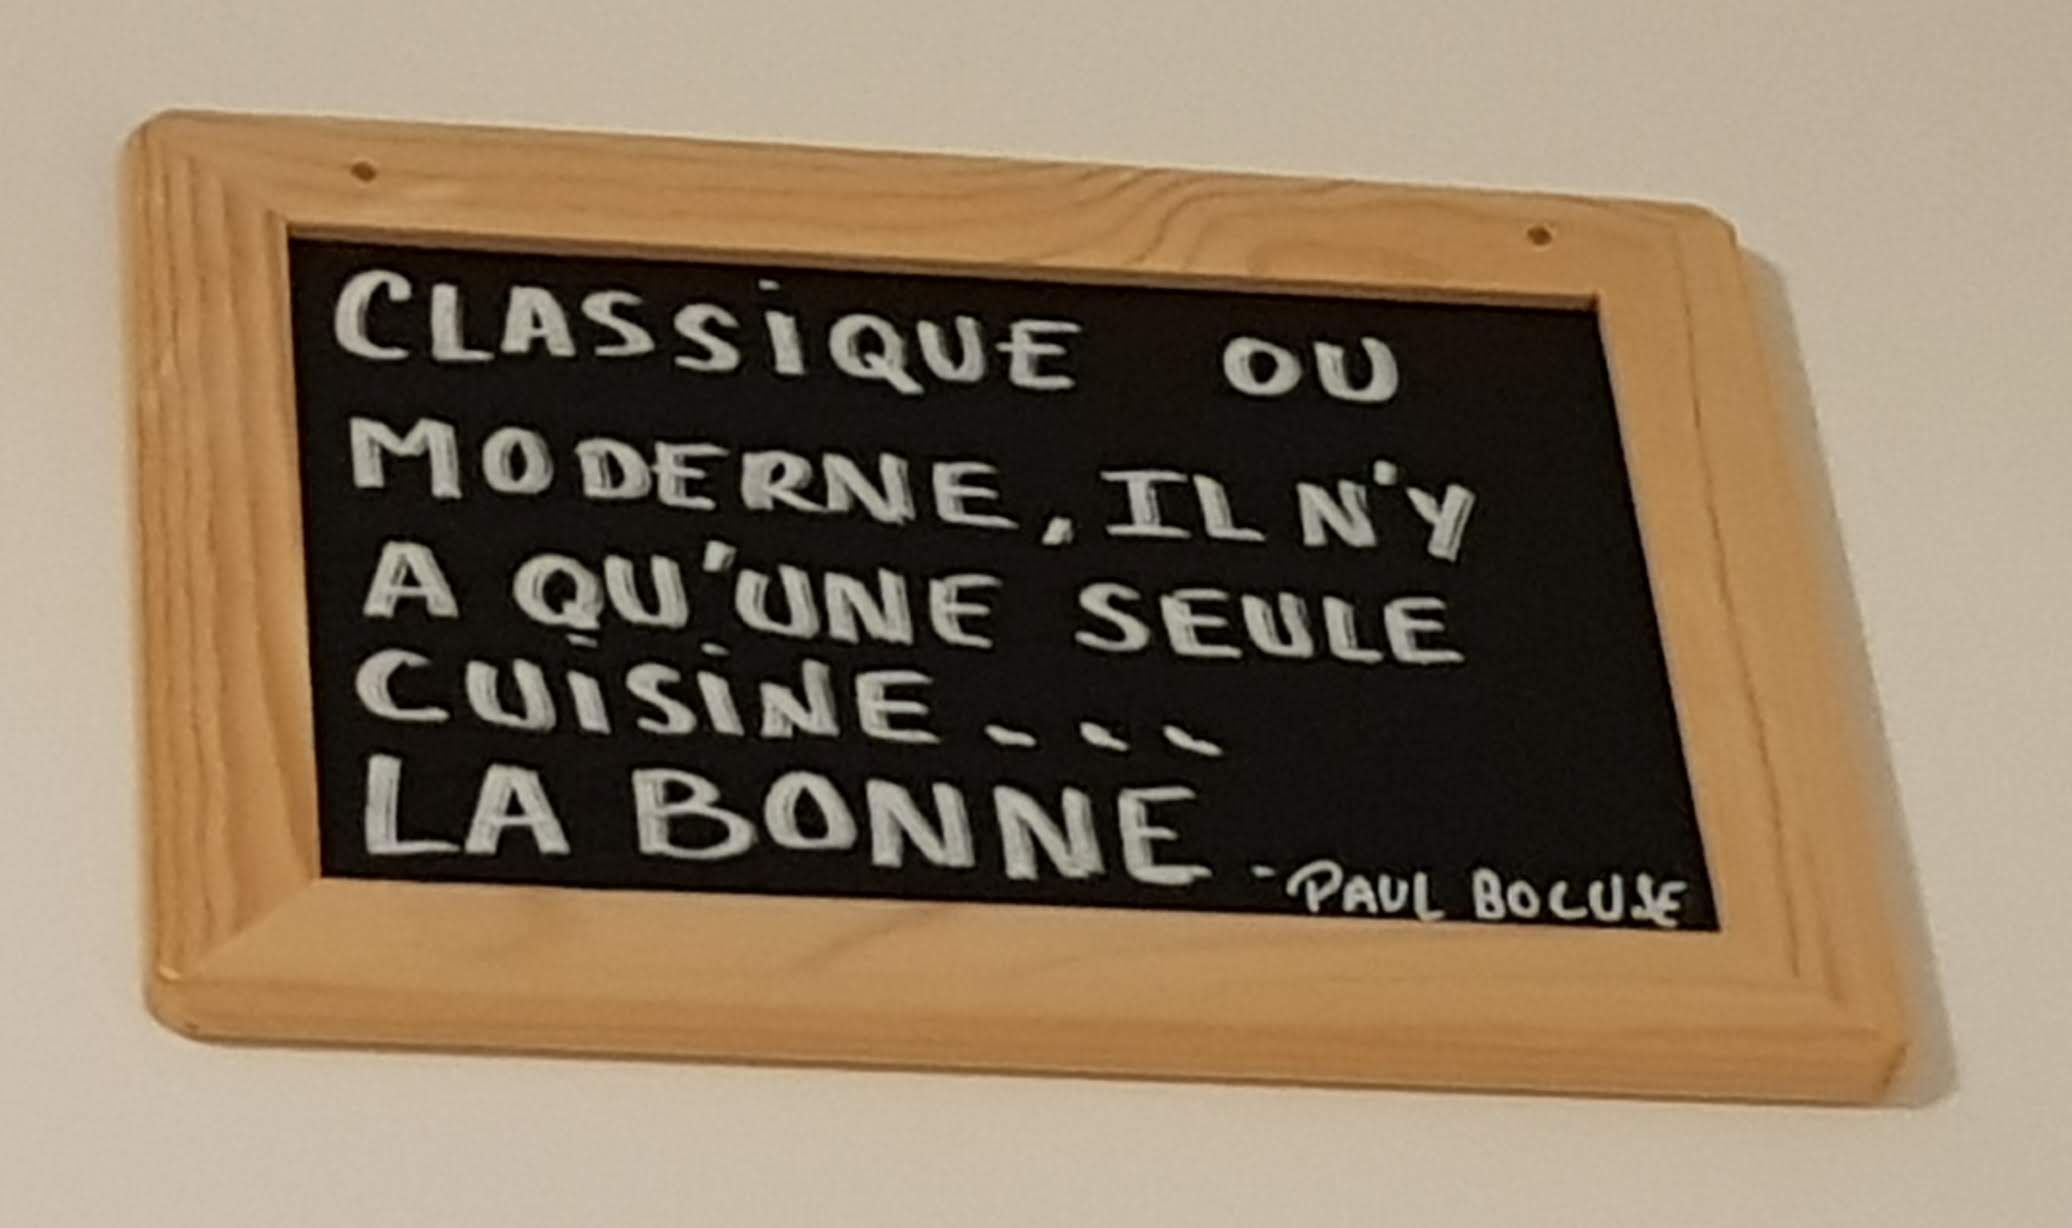 CLASSiQUE OU
MODERNE, IL N'Y
A QU'UNE SEULE
CUiSiNE...
LA BONNE
-PAUL BOCUSE